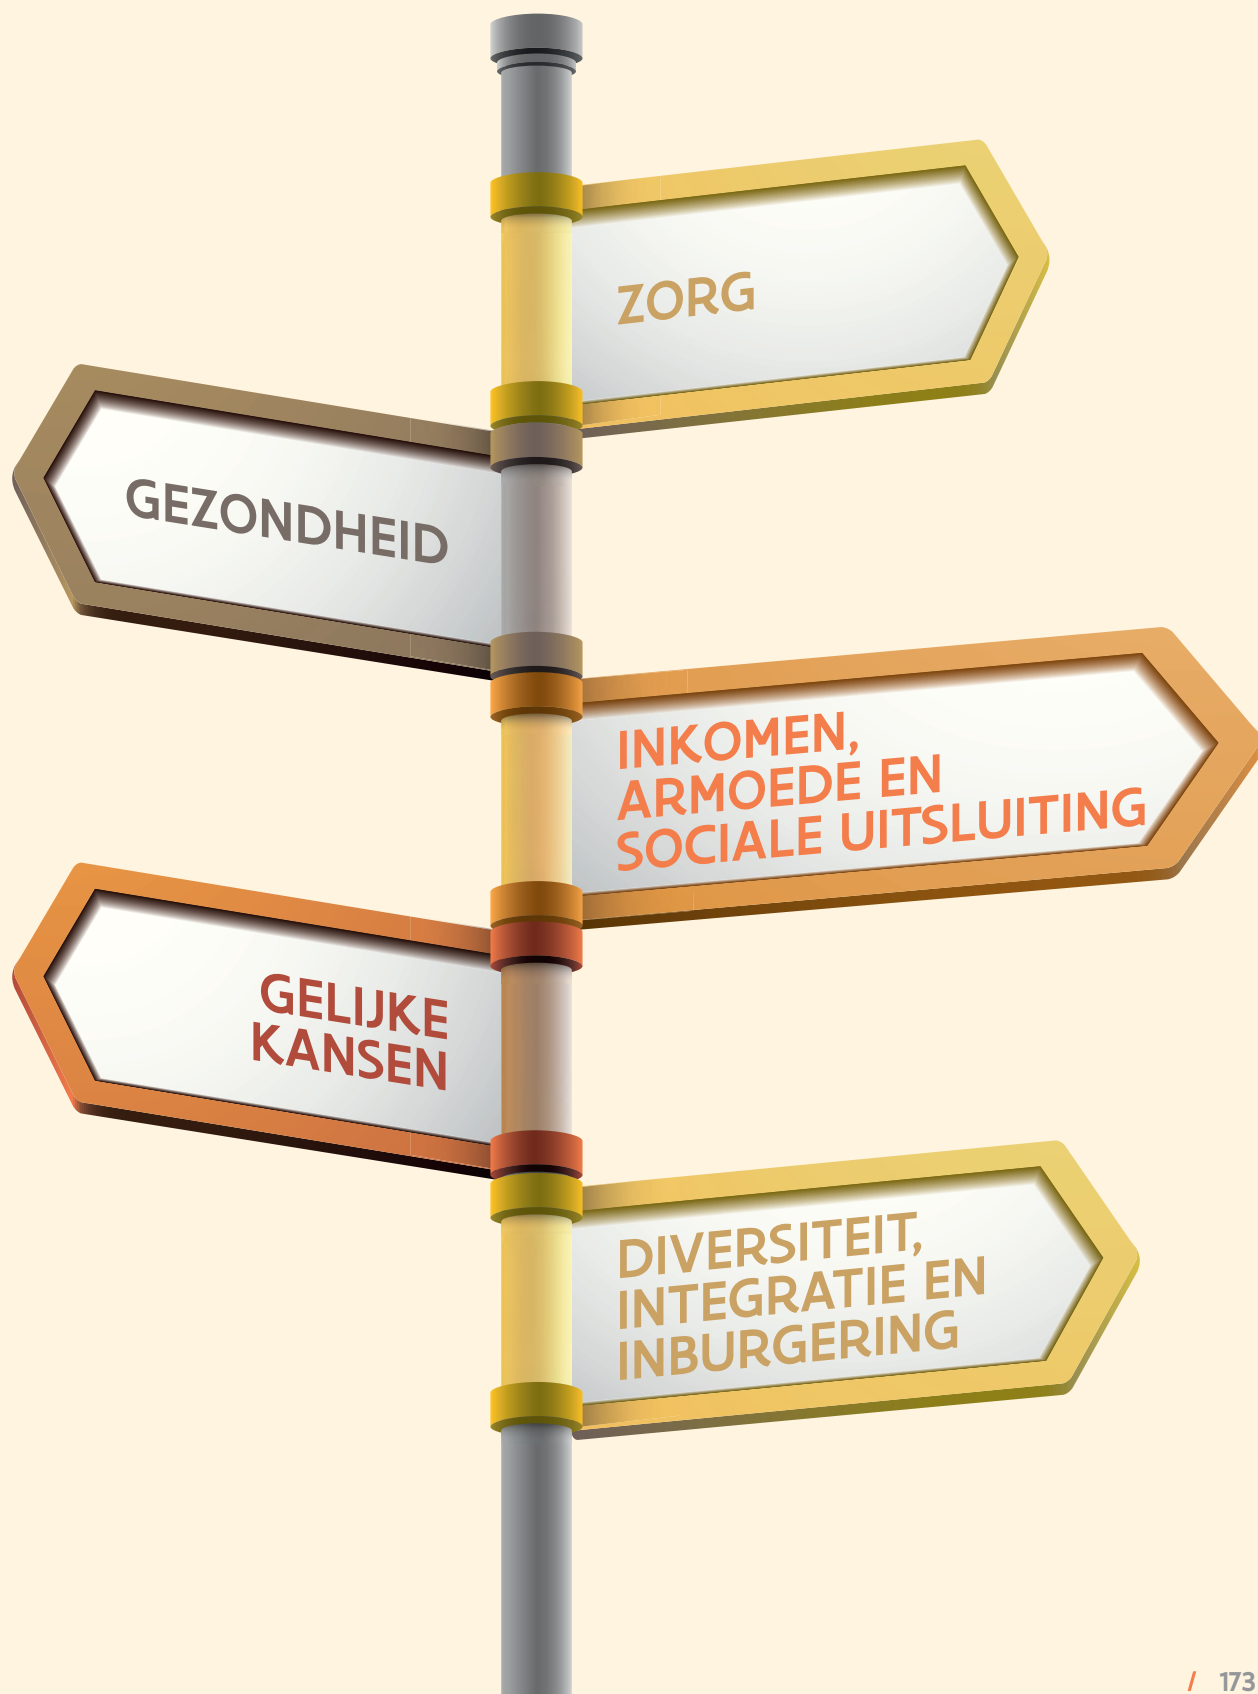 ZORG
GEZONDHEID
INKOMEN,
ARMOEDE EN
SOCIALE UITSLUITING
GELIJKE
KANSEN
DIVERSITEIT,
INTEGRATIE EN
INBURGERING
/ 173